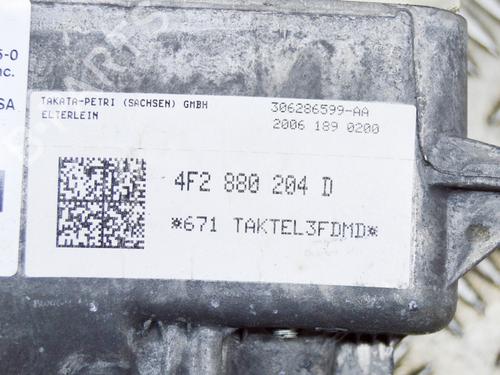 TAKATA-PETRI (SACHSEN) GMBH
ELTERLEIN
306286599-AA
2006 189 0200
4F2 880 204 D
*671 TAKTEL3FDMD*